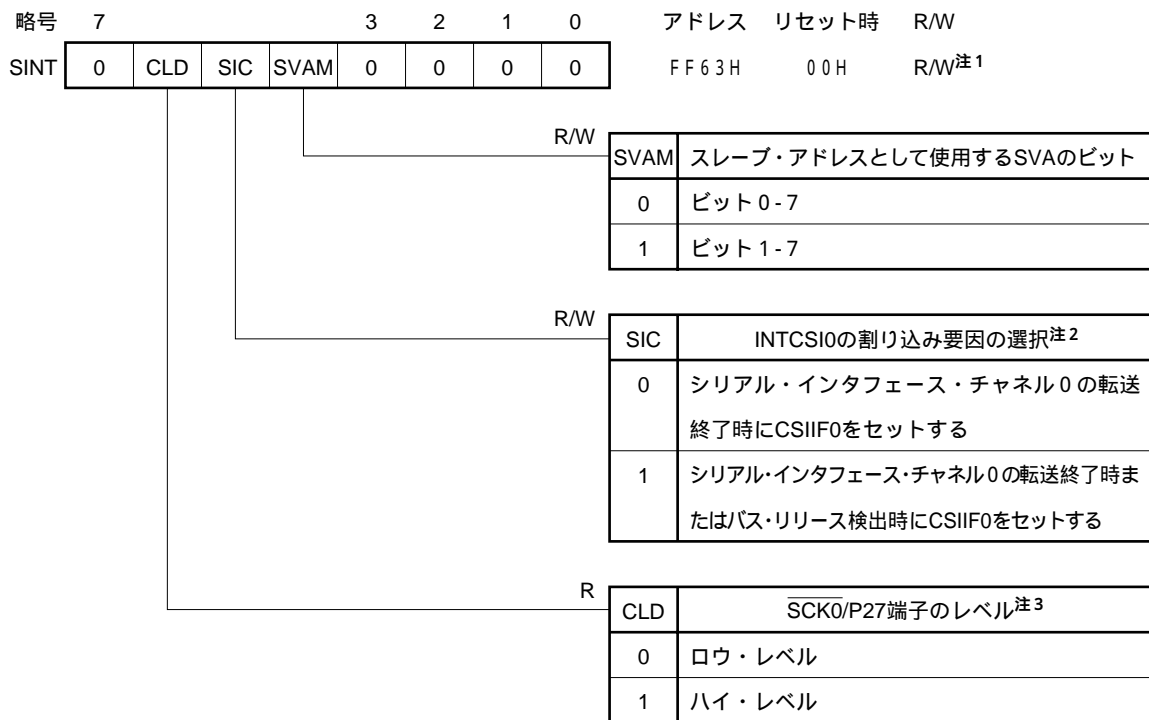 略号 7 3 2 1 0 アドレス リセット時 R/W
SINT 0 CLD SIC SVAM 0 0 0 0 FF63H 00H R/W注1
R/W
SVAM スレーブ・アドレスとして使用するSVAのビット
0 ビット0-7
1 ビット1-7
R/W
SIC INTCSI0の割り込み要因の選択注2
0 シリアル・インタフェース・チャネル0の転送
終了時にCSIIF0をセットする
1 シリアル・インタフェース・チャネル0の転送終了時ま
たはバス・リリース検出時にCSIIF0をセットする
R
CLD SCK0/P27端子のレベル注3
0 ロウ・レベル
1 ハイ・レベル